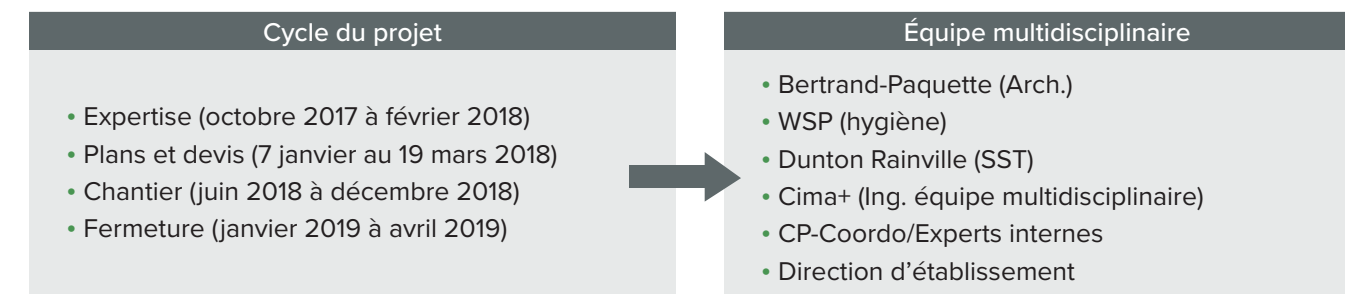 Cycle du projet
• Expertise (octobre 2017 à février 2018)
• Plans et devis (7 janvier au 19 mars 2018)
• Chantier (juin 2018 à décembre 2018)
• Fermeture (janvier 2019 à avril 2019)
Équipe multidisciplinaire
• Bertrand-Paquette (Arch.)
• WSP (hygiène)
• Dunton Rainville (SST)
• Cima+ (Ing. équipe multidisciplinaire)
• CP-Coordo/Experts internes
• Direction d’établissement